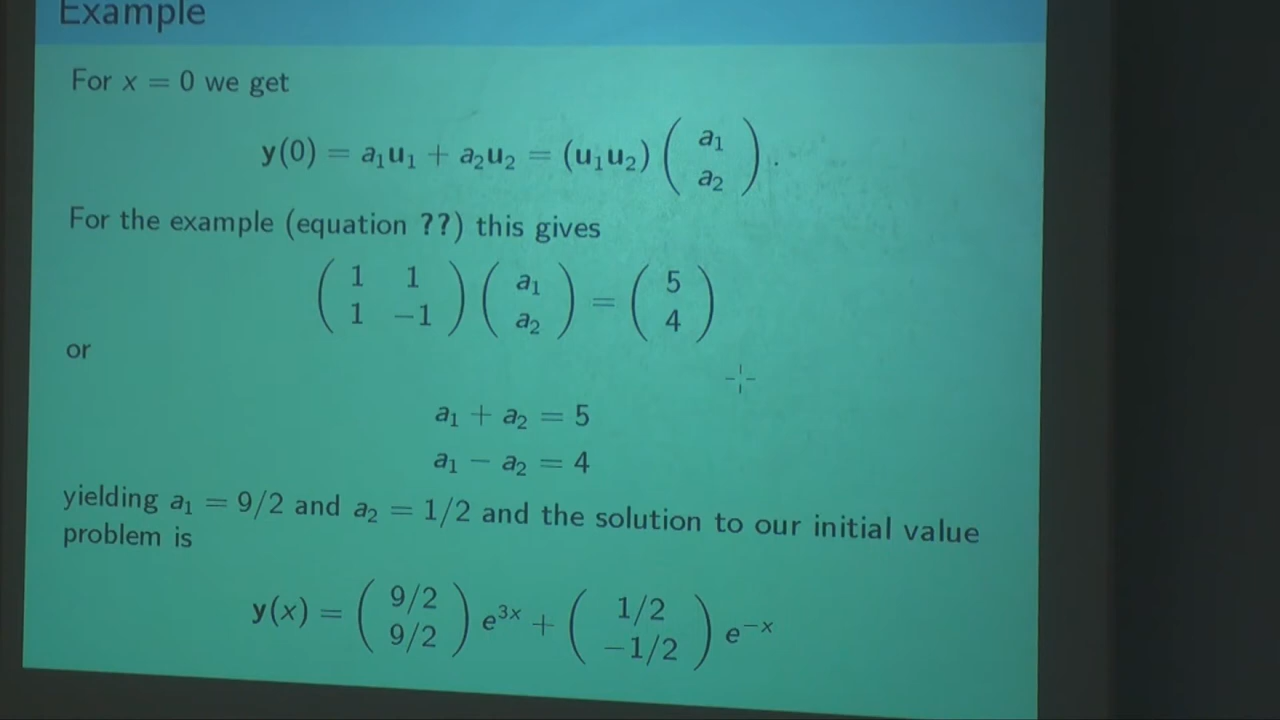 Example
For x = 0 we get
y(0) = a₁u₁ + a₂u₂ = (u₁u₂) ( a₁
a₂ ) .
For the example (equation ??) this gives
( 1 1
1 −1 ) ( a₁
a₂ ) = ( 5
4 )
or
a₁ + a₂ = 5
a₁ − a₂ = 4
yielding a₁ = 9/2 and a₂ = 1/2 and the solution to our initial value
problem is
y(x) = ( 9/2
9/2 ) e³ˣ + ( 1/2
−1/2 ) e⁻ˣ